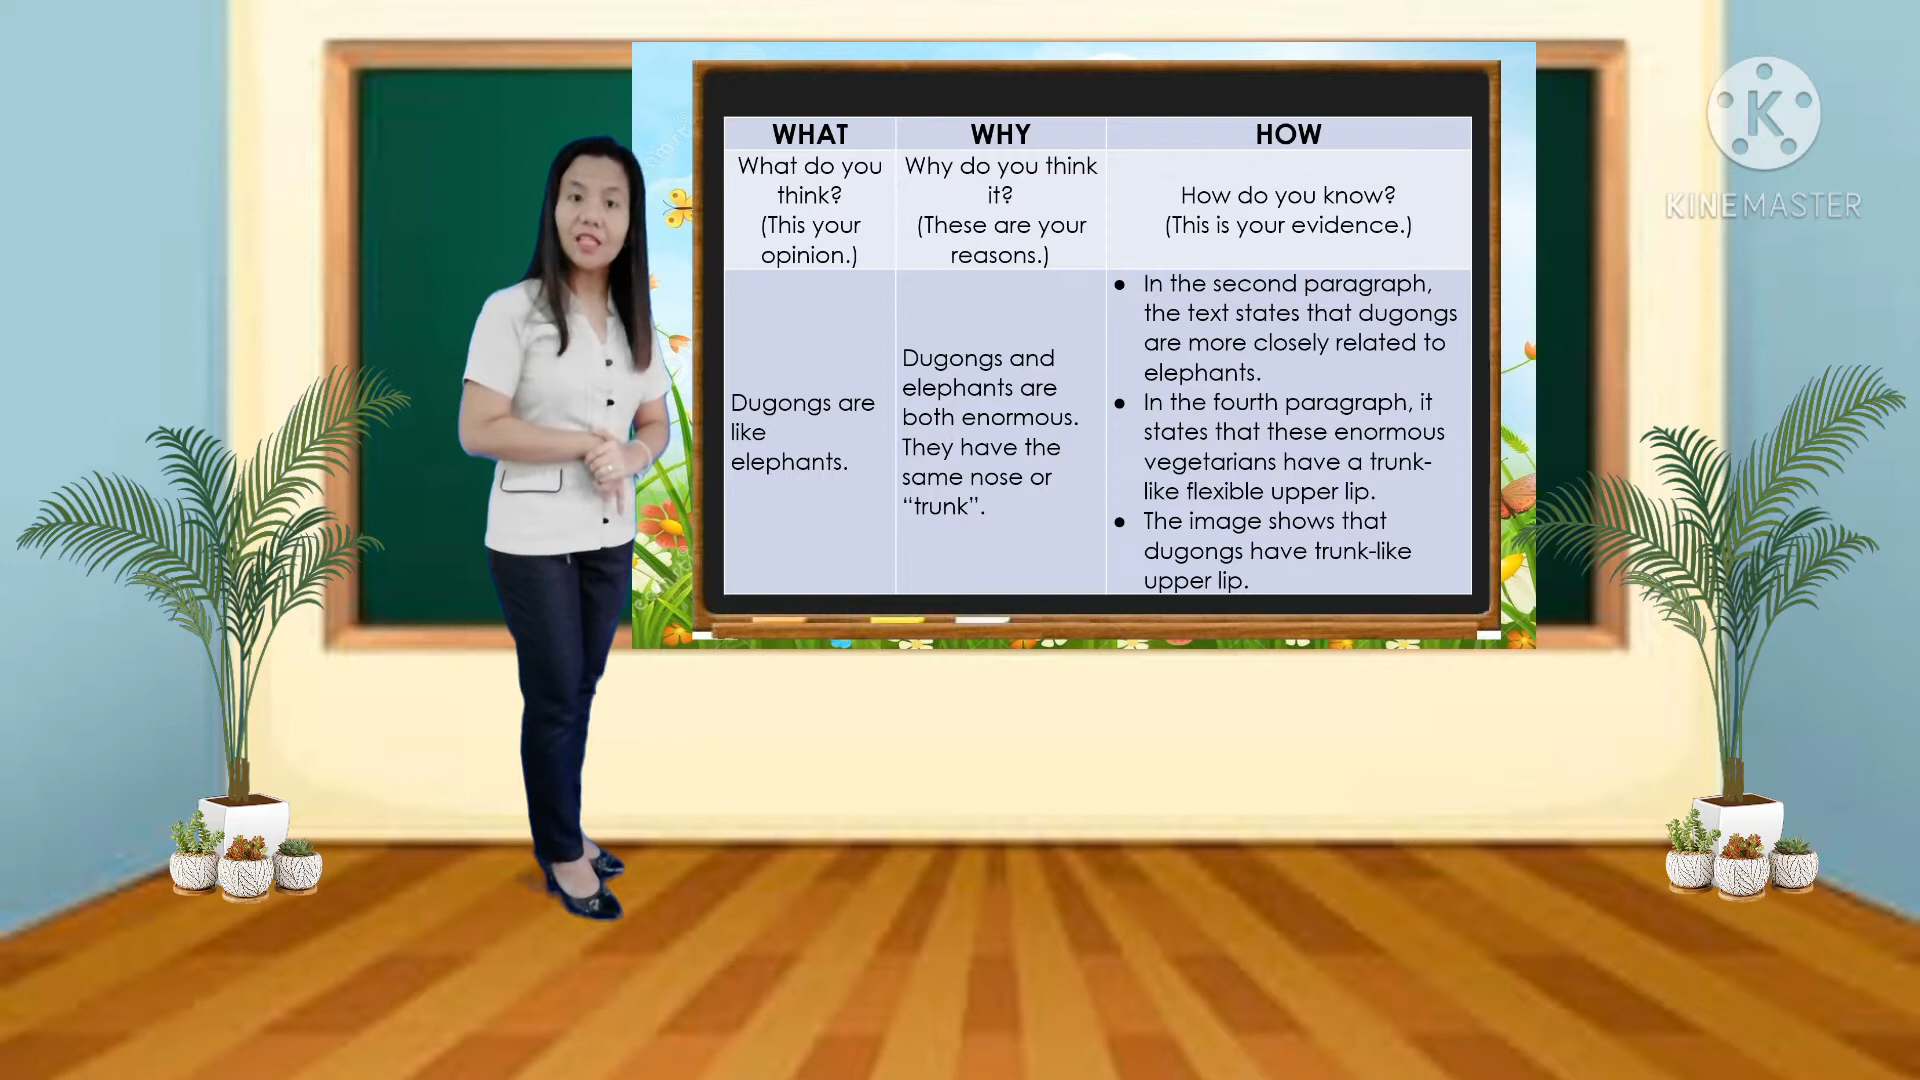 WHAT
WHY
HOW
What do you
think?
(This your
opinion.)
Why do you think
it?
(These are your
reasons.)
How do you know?
(This is your evidence.)
Dugongs are
like
elephants.
Dugongs and
elephants are
both enormous.
They have the
same nose or
“trunk”.
● In the second paragraph,
the text states that dugongs
are more closely related to
elephants.
● In the fourth paragraph, it
states that these enormous
vegetarians have a trunk-
like flexible upper lip.
● The image shows that
dugongs have trunk-like
upper lip.
K
KINEMASTER